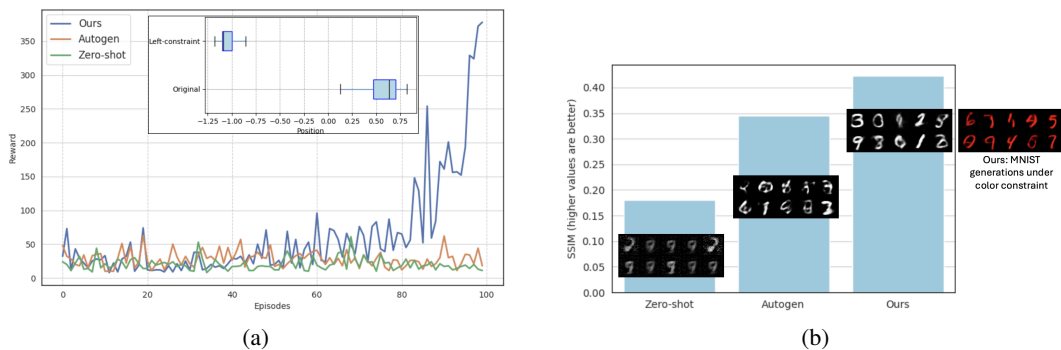 Ours
Autogen
Zero-shot
Left-constraint
Original
−1.25 −1.00 −0.75 −0.50 −0.25 0.00 0.25 0.50 0.75
Position
350
300
250
200
150
100
50
0
Reward
0 20 40 60 80 100
Episodes
(a)
0.40
0.35
0.30
0.25
0.20
0.15
0.10
0.05
0.00
SSIM (higher values are better)
Zero-shot Autogen Ours
Ours: MNIST
generations under
color constraint
(b)